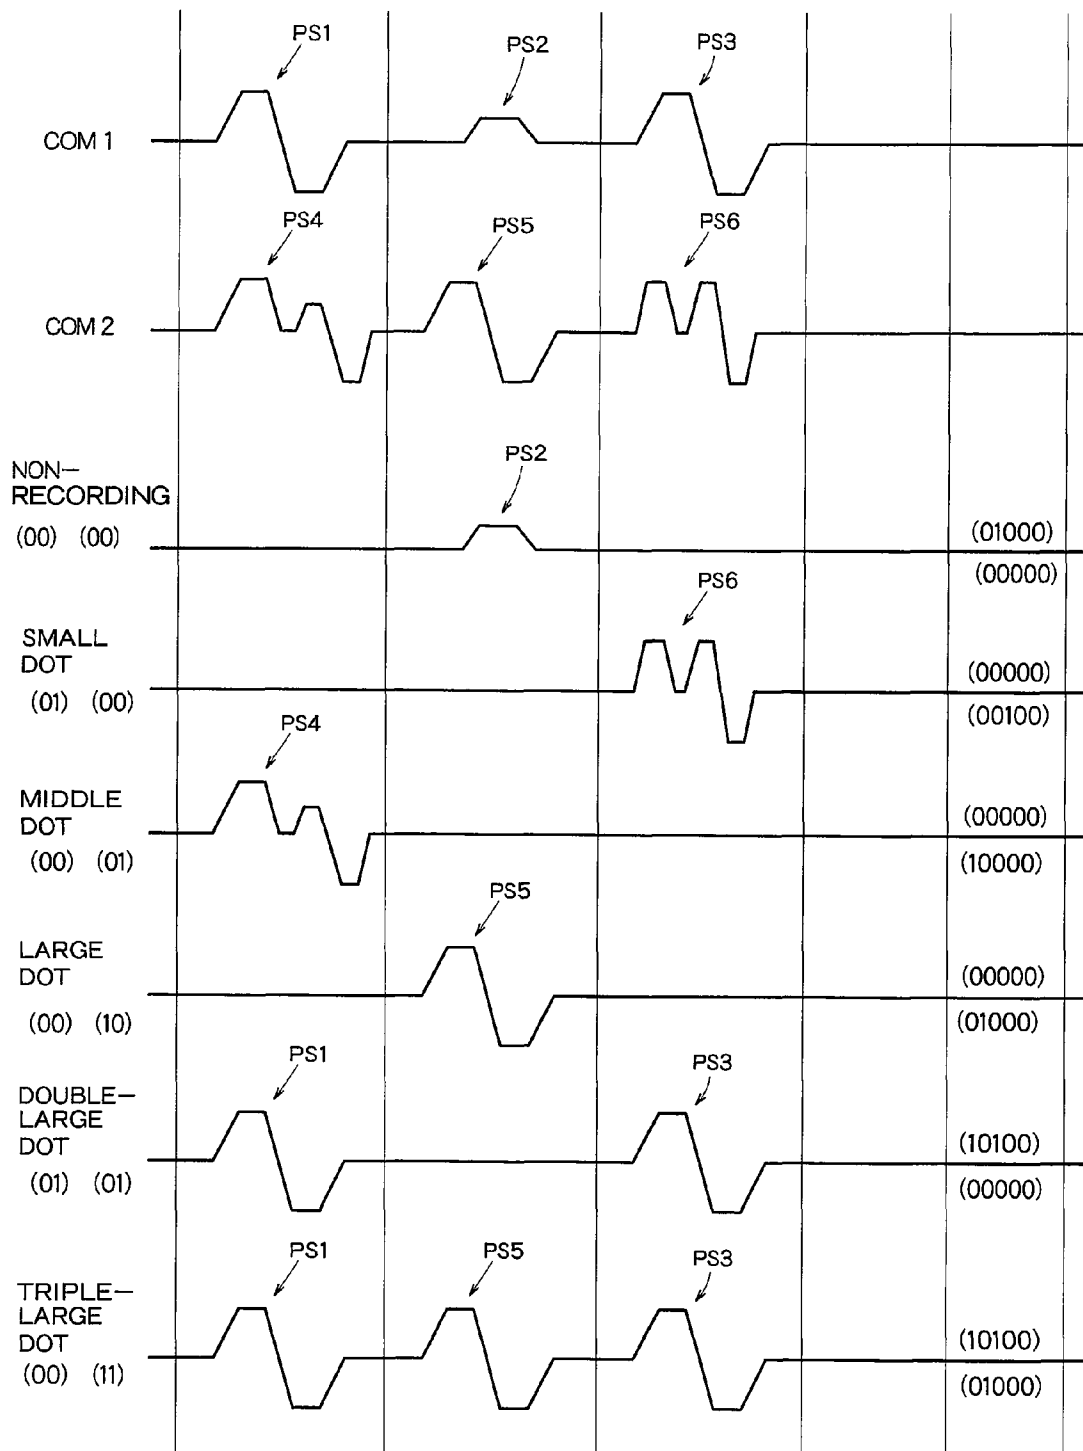 PS1
PS2
PS3
COM 1
PS4
PS5
PS6
COM 2
PS2
NON-
RECORDING
(00) (00)
(01000)
(00000)
PS6
SMALL
DOT
(01) (00)
(00000)
(00100)
PS4
MIDDLE
DOT
(00) (01)
(00000)
(10000)
PS5
LARGE
DOT
(00) (10)
(00000)
(01000)
PS1
PS3
DOUBLE-
LARGE
DOT
(01) (01)
(10100)
(00000)
PS1
PS5
PS3
TRIPLE-
LARGE
DOT
(00) (11)
(10100)
(01000)